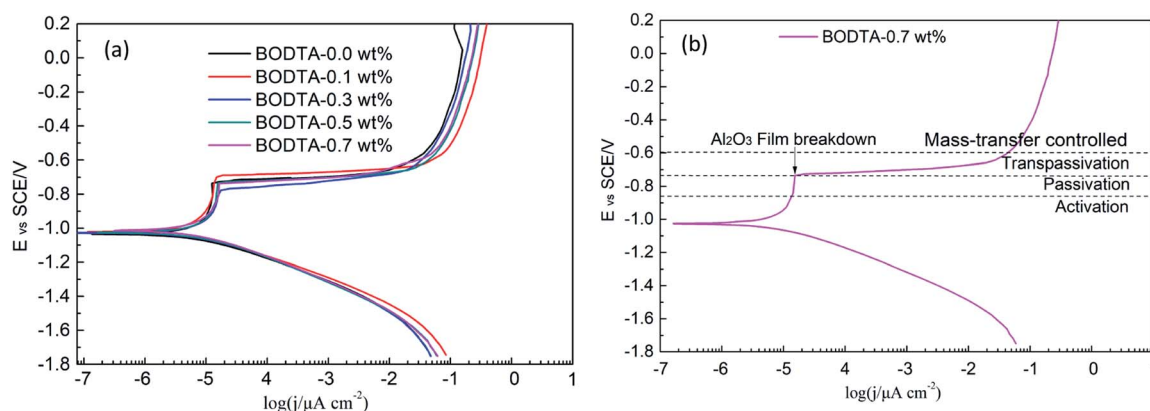 (a)
BODTA-0.0 wt%
BODTA-0.1 wt%
BODTA-0.3 wt%
BODTA-0.5 wt%
BODTA-0.7 wt%
0.2
0.0
-0.2
-0.4
-0.6
-0.8
-1.0
-1.2
-1.4
-1.6
-1.8
E vs SCE/V
-7 -6 -5 -4 -3 -2 -1 0 1
log(j/μA cm⁻²)
(b)
BODTA-0.7 wt%
Al₂O₃ Film breakdown
Mass-transfer controlled
Transpassivation
Passivation
Activation
0.2
0.0
-0.2
-0.4
-0.6
-0.8
-1.0
-1.2
-1.4
-1.6
-1.8
E vs SCE/V
-7 -6 -5 -4 -3 -2 -1 0
log(j/μA cm⁻²)